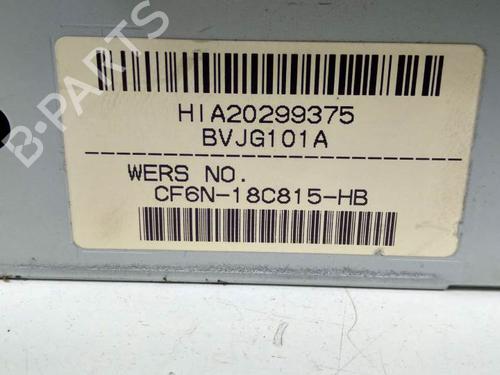 HIA20299375
BVJG101A
WERS NO.
CF6N-18C815-HB
B-PARTS